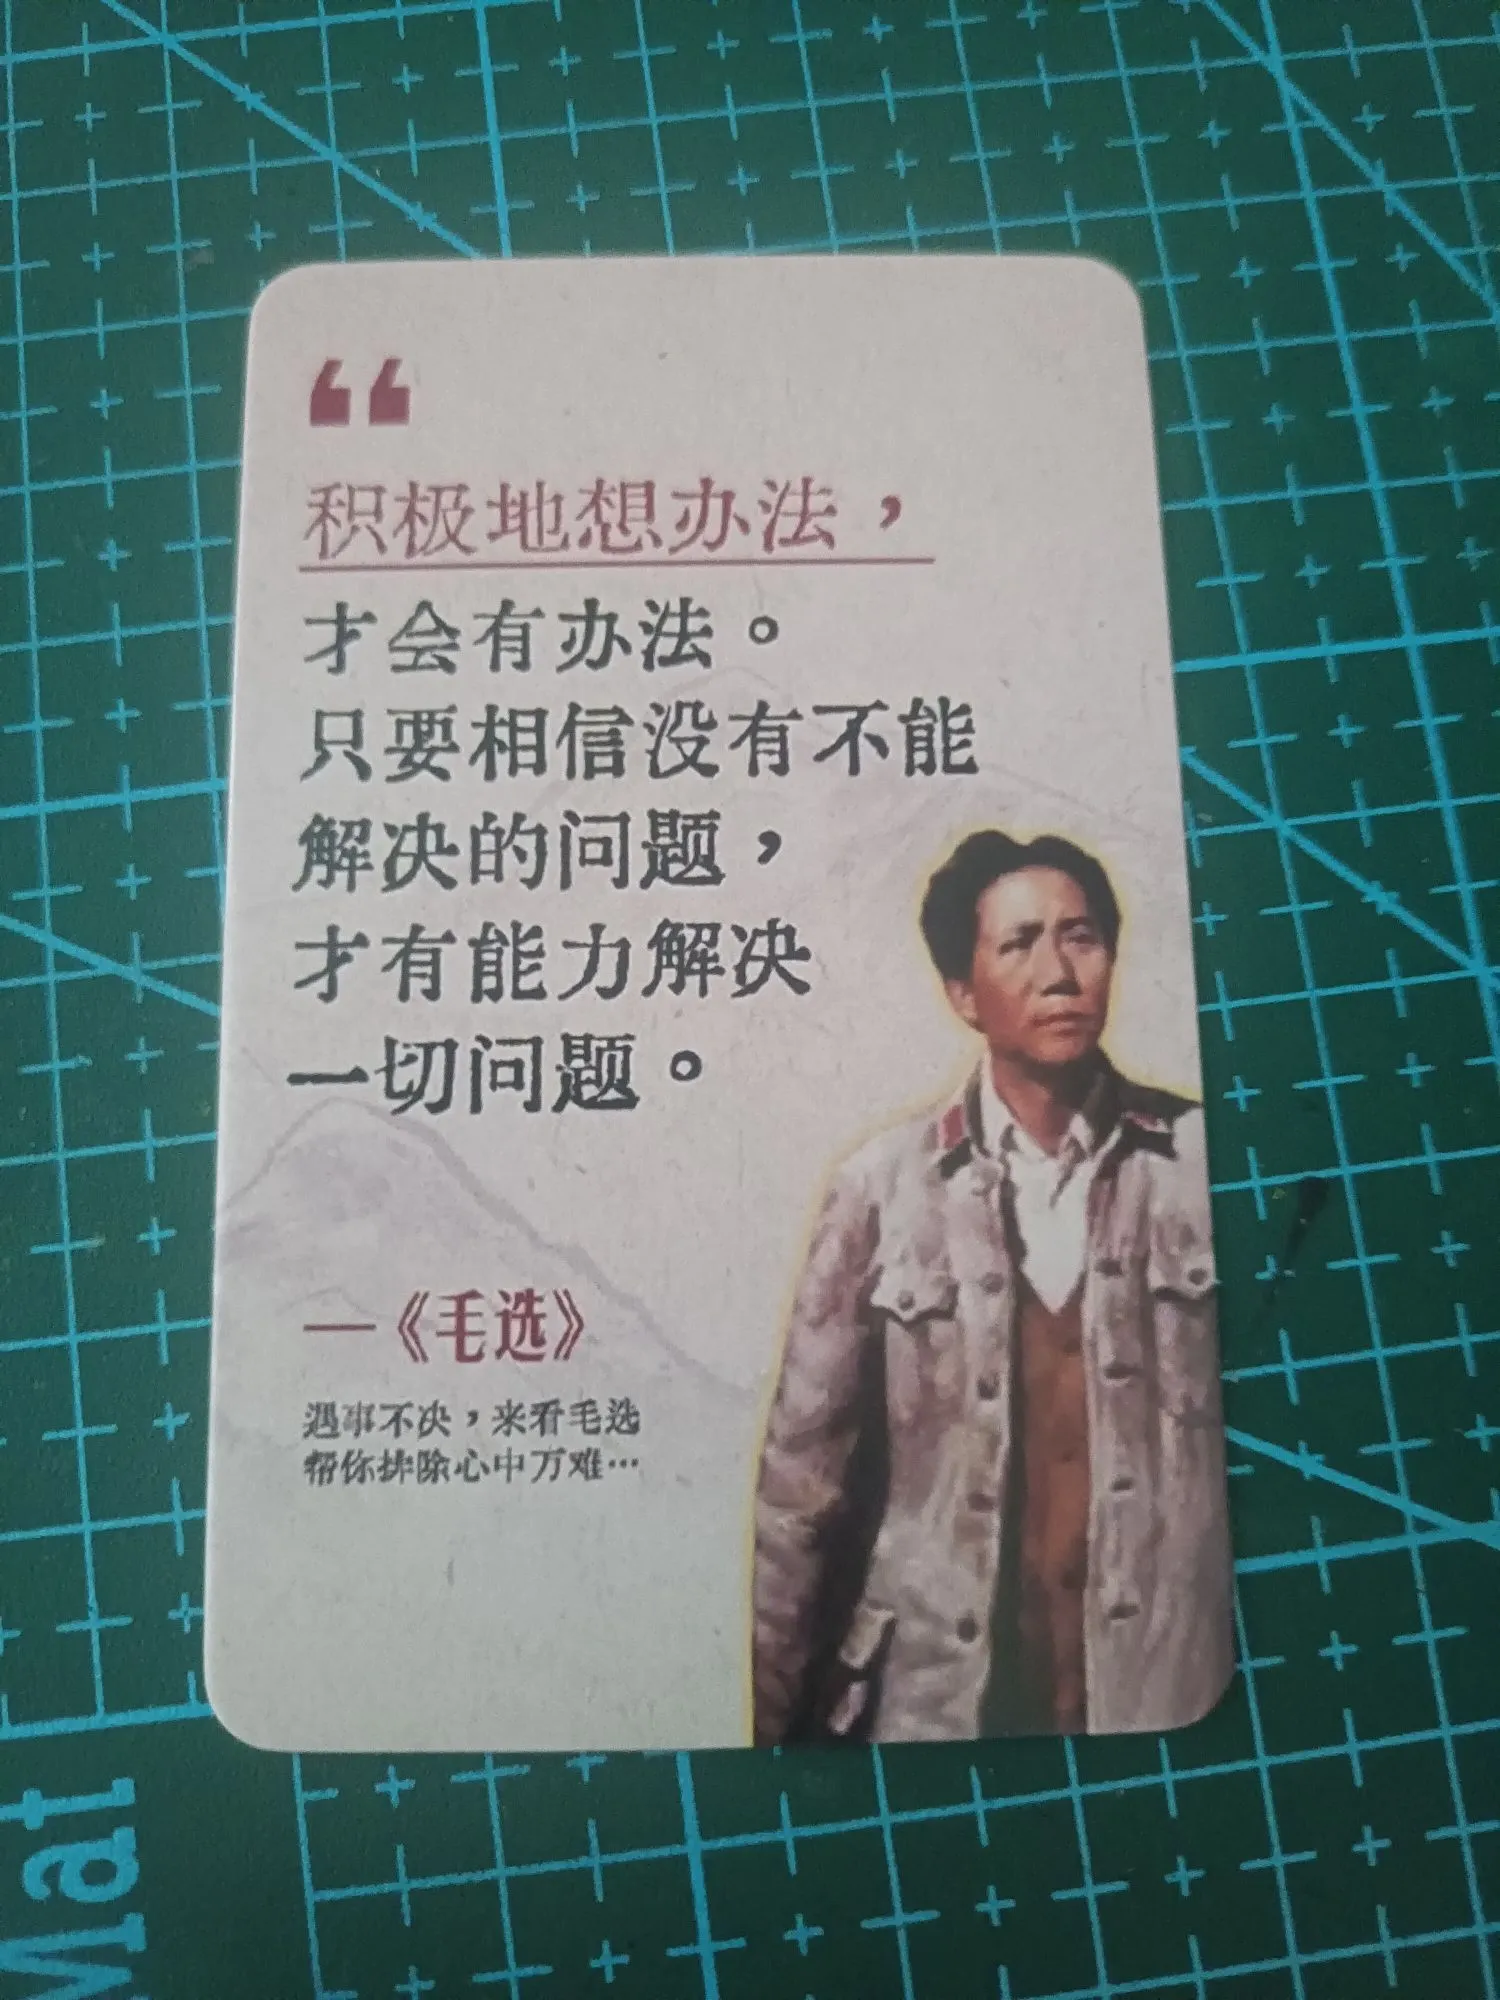 “
积极地想办法，
才会有办法。
只要相信没有不能
解决的问题，
才有能力解决
一切问题。
—《毛选》
遇事不决，来看毛选
帮你排除心中万难…
Mat